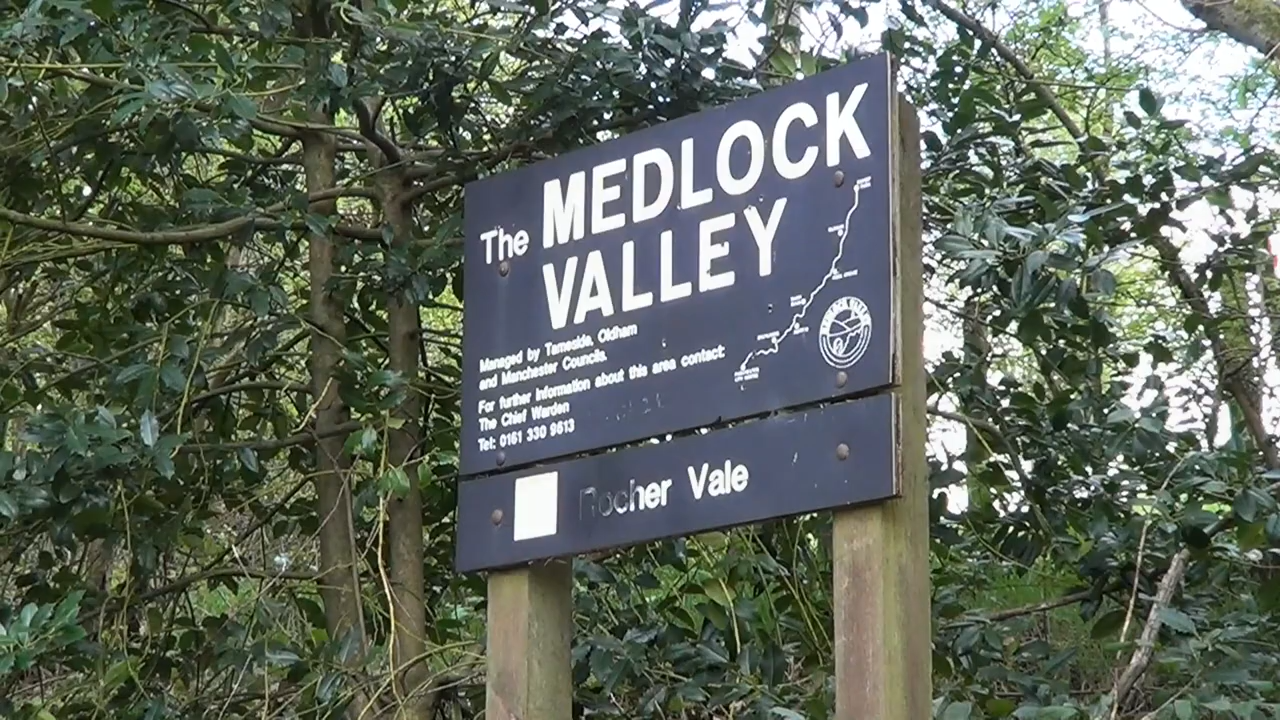 The MEDLOCK
VALLEY
Managed by Tameside, Oldham
and Manchester Councils.
For further information about this area contact:
The Chief Warden
Tel: 0161 330 9613
Rocher Vale